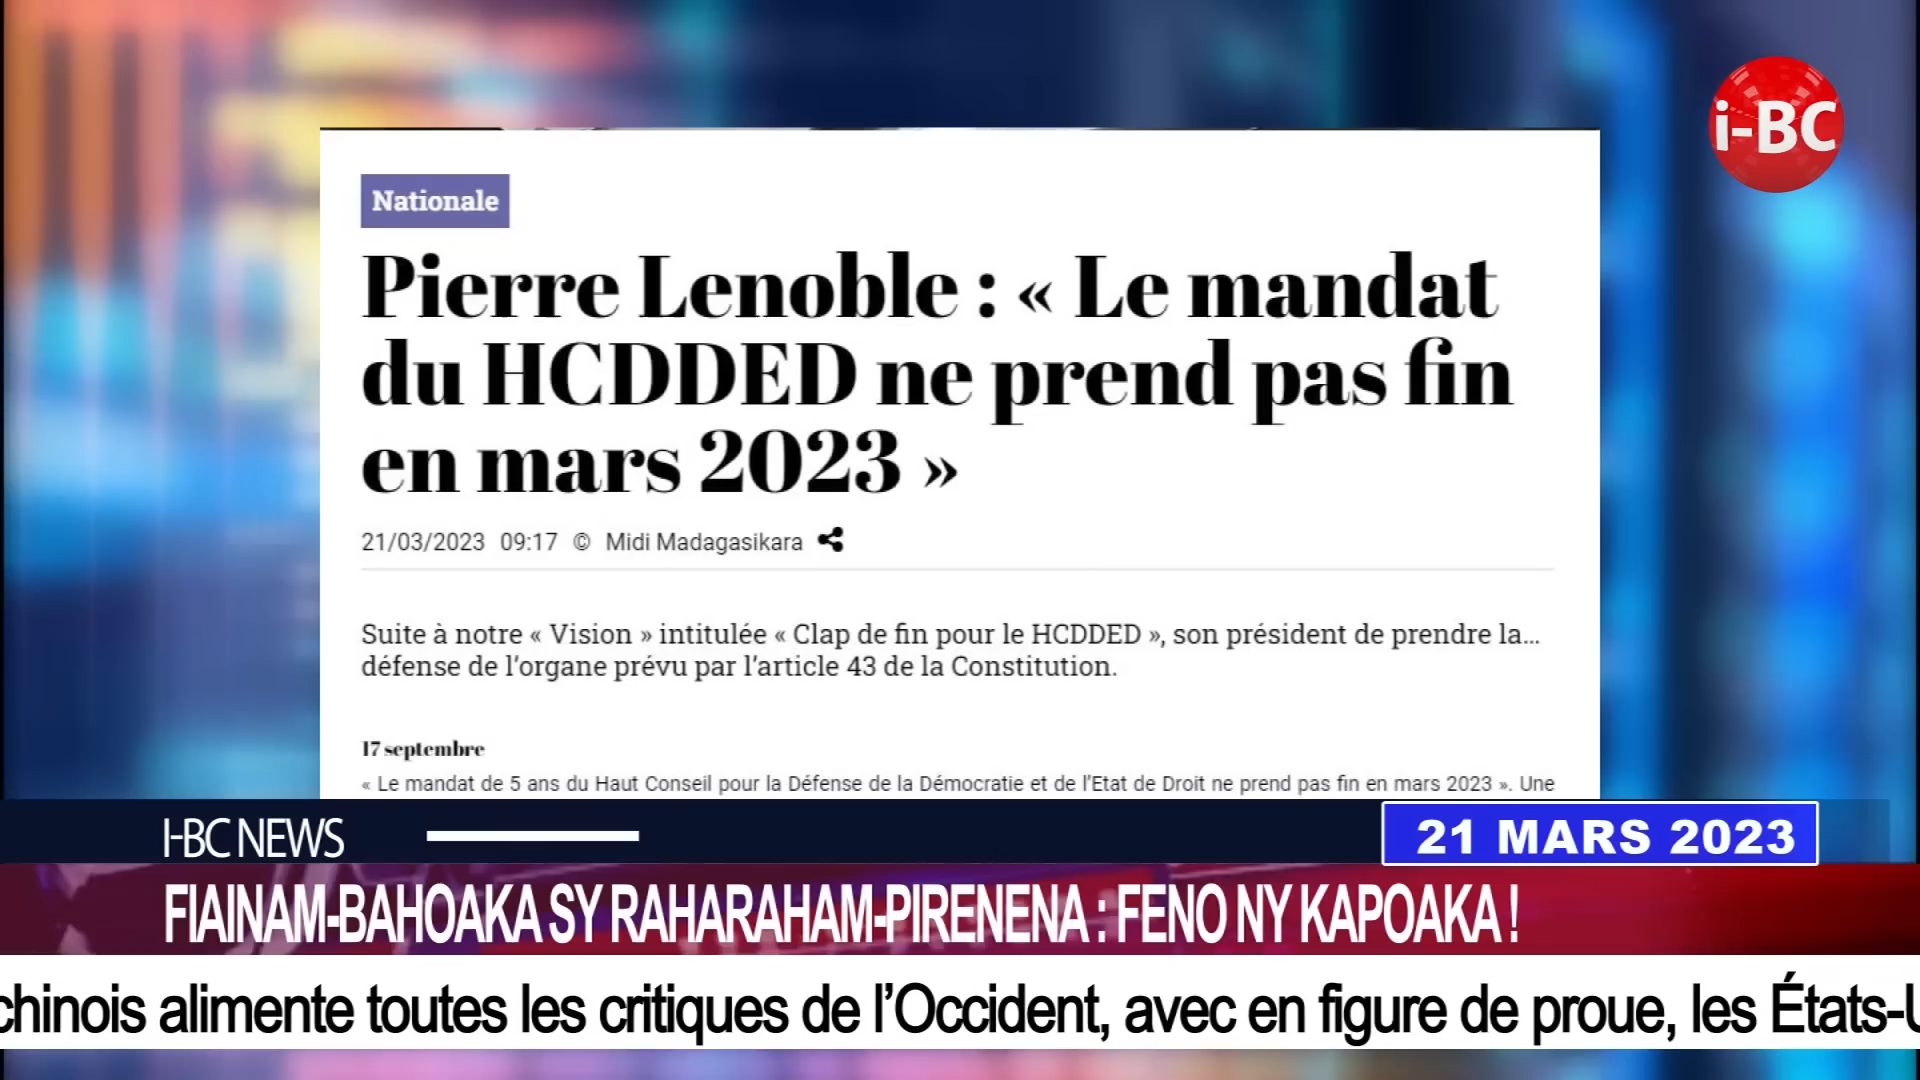 i-BC
Nationale
Pierre Lenoble : « Le mandat
du HCDDED ne prend pas fin
en mars 2023 »
21/03/2023 09:17 © Midi Madagasikara
Suite à notre « Vision » intitulée « Clap de fin pour le HCDDED », son président de prendre la...
défense de l’organe prévu par l’article 43 de la Constitution.
17 septembre
« Le mandat de 5 ans du Haut Conseil pour la Défense de la Démocratie et de l’Etat de Droit ne prend pas fin en mars 2023 ». Une
I-BC NEWS
21 MARS 2023
FIAINAM-BAHOAKA SY RAHARAHAM-PIRENENA : FENO NY KAPOAKA !
chinois alimente toutes les critiques de l’Occident, avec en figure de proue, les États-U